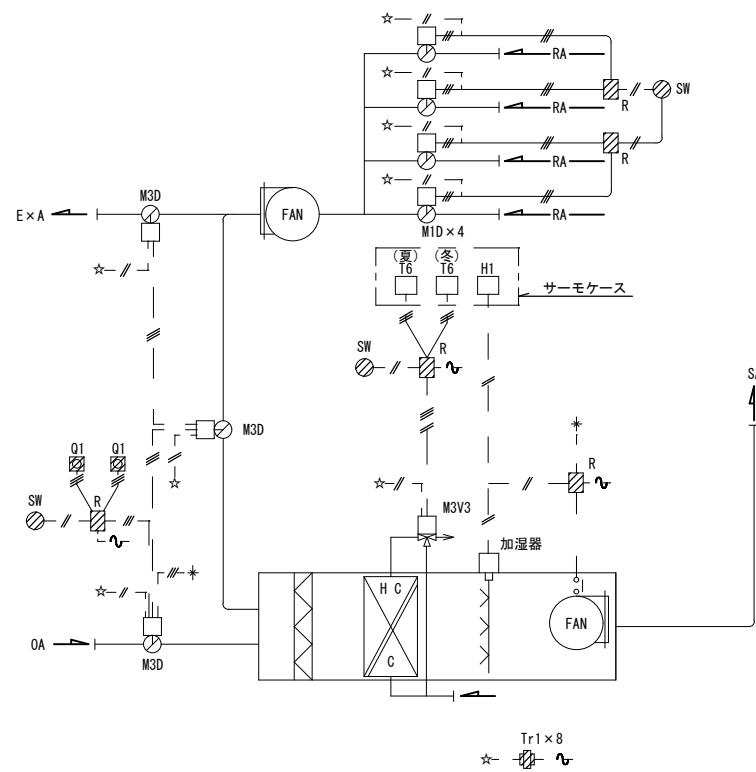 RA
RA
R
SW
RA
R
RA
M1D×4
M3D
E×A
FAN
(夏)
(冬)
T6
T6
H1
サーモケース
SW
R
M3D
Q1
Q1
SW
R
R
M3V3
加湿器
H C
C
FAN
OA
M3D
Tr1×8